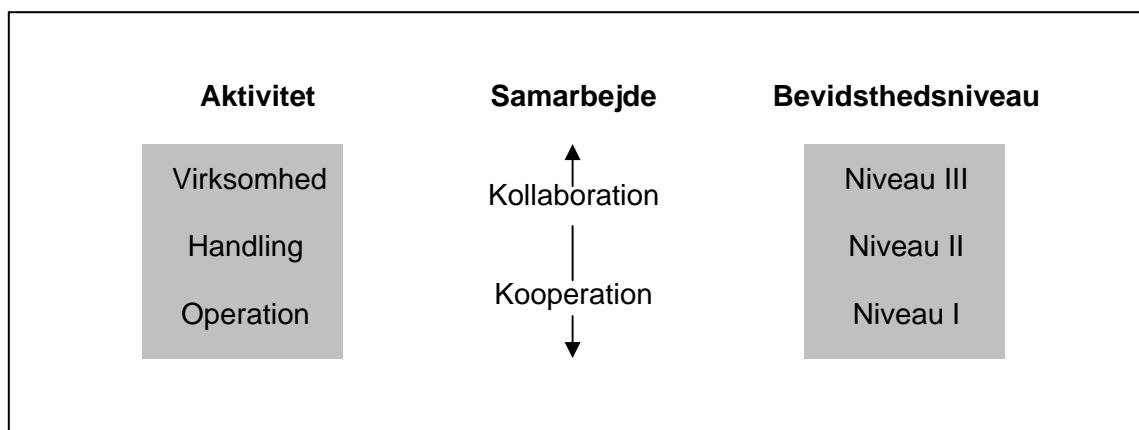 Aktivitet Samarbejde Bevidsthedsniveau
Virksomhed Niveau III
Kollaboration
Handling Niveau II
Kooperation
Operation Niveau I